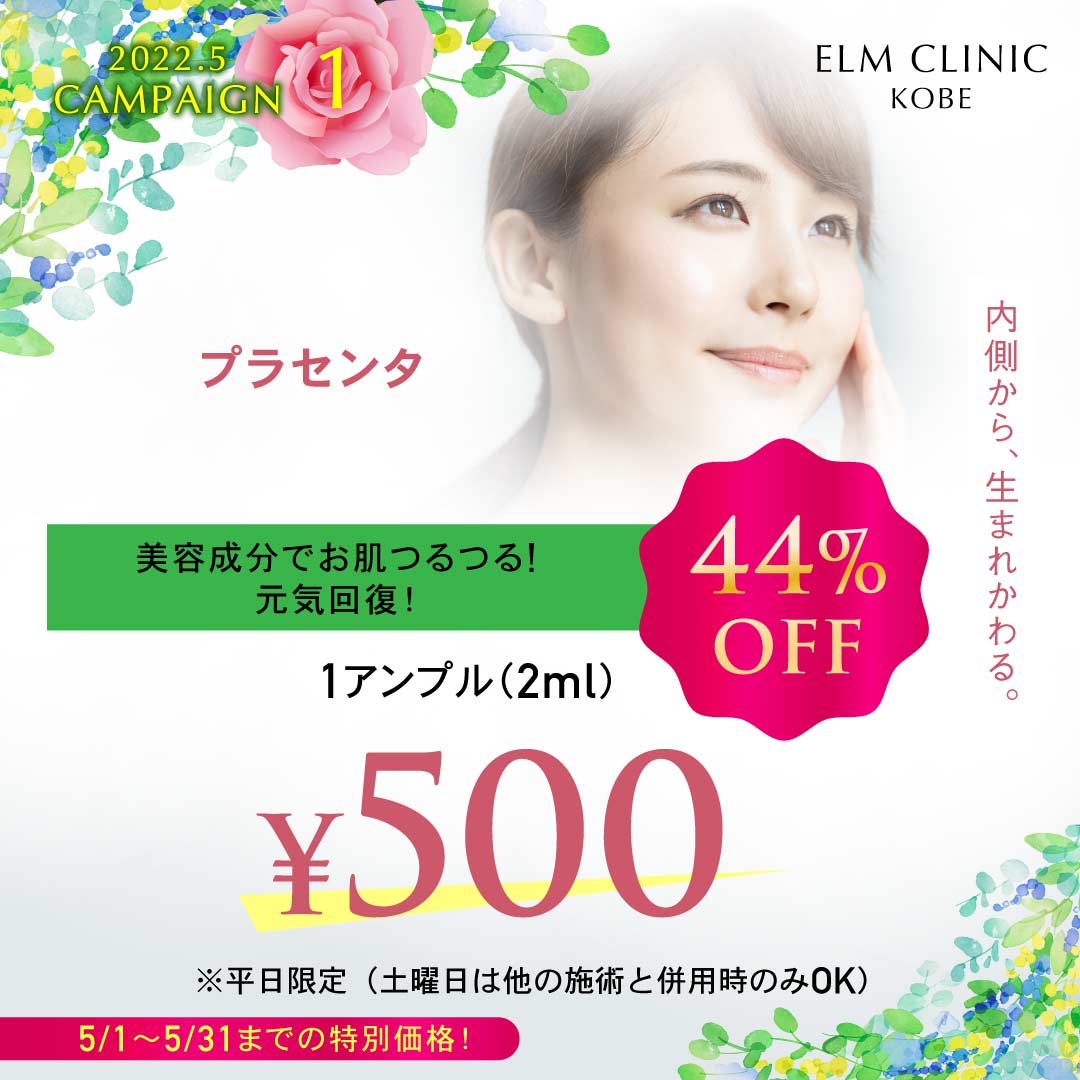 2022.5
CAMPAIGN 1
ELM CLINIC
KOBE
プラセンタ
内側から、生まれかわる。
美容成分でお肌つるつる!
元気回復!
44%
OFF
1アンプル(2ml)
¥500
※平日限定（土曜日は他の施術と併用時のみOK）
5/1〜5/31までの特別価格!